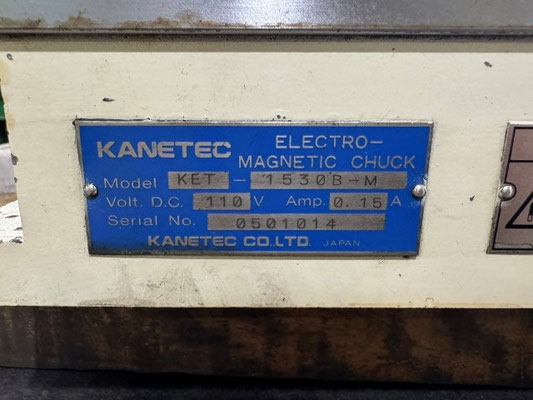 KANETEC ELECTRO-
MAGNETIC CHUCK
Model KET - 1530B-M
Volt. D.C. 110 V Amp. 0.15 A
Serial No. 0501014
KANETEC CO.LTD. JAPAN